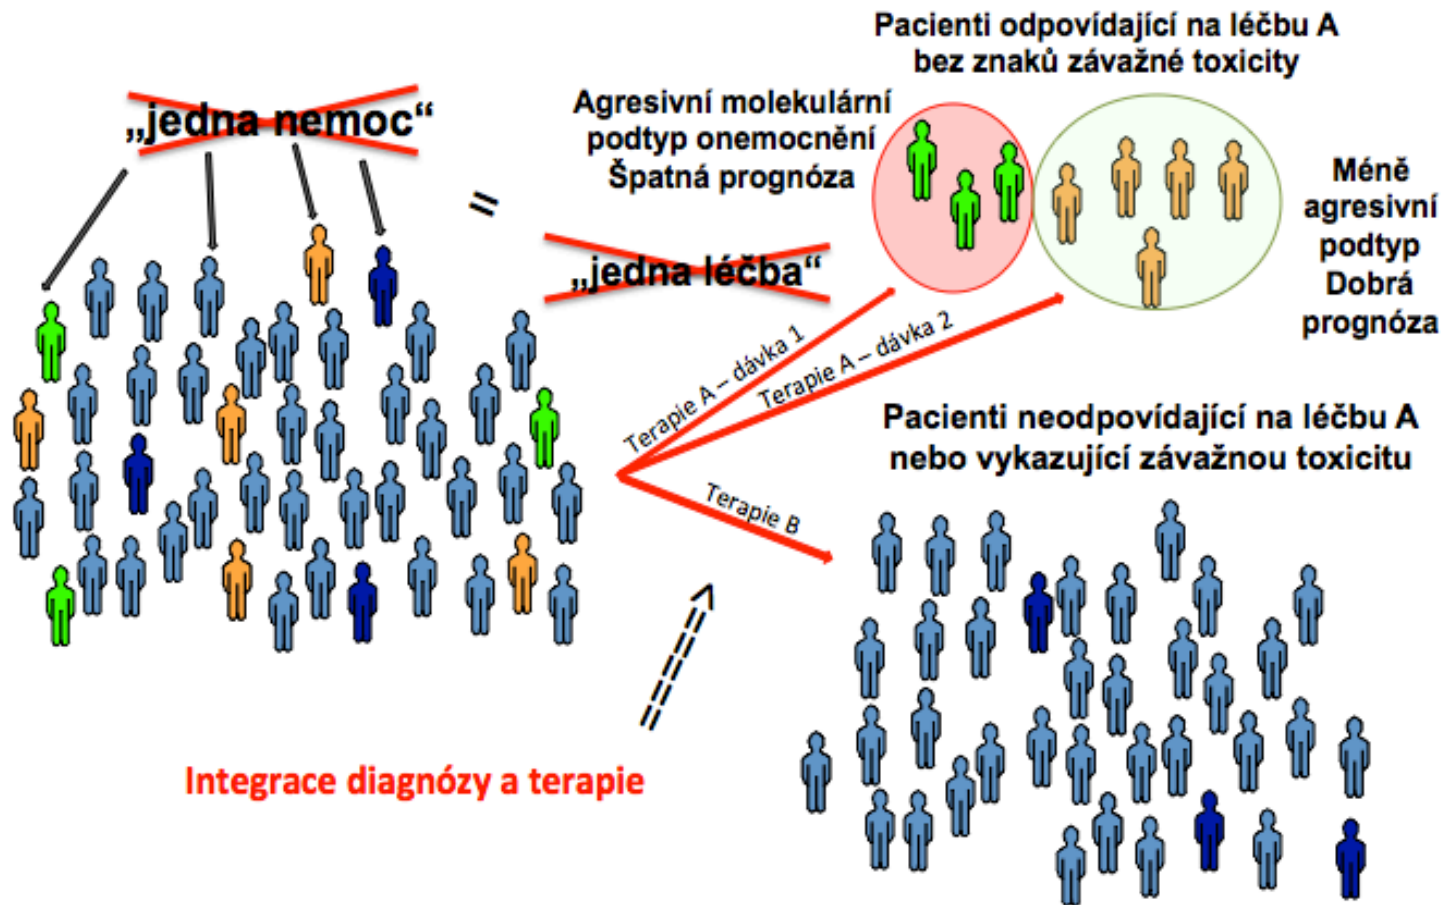 „jedna nemoc“
=
„jedna léčba“
Agresivní molekulární
podtyp onemocnění
Špatná prognóza
Pacienti odpovídající na léčbu A
bez znaků závažné toxicity
Méně
agresivní
podtyp
Dobrá
prognóza
Terapie A – dávka 1
Terapie A – dávka 2
Terapie B
Pacienti neodpovídající na léčbu A
nebo vykazující závažnou toxicitu
Integrace diagnózy a terapie